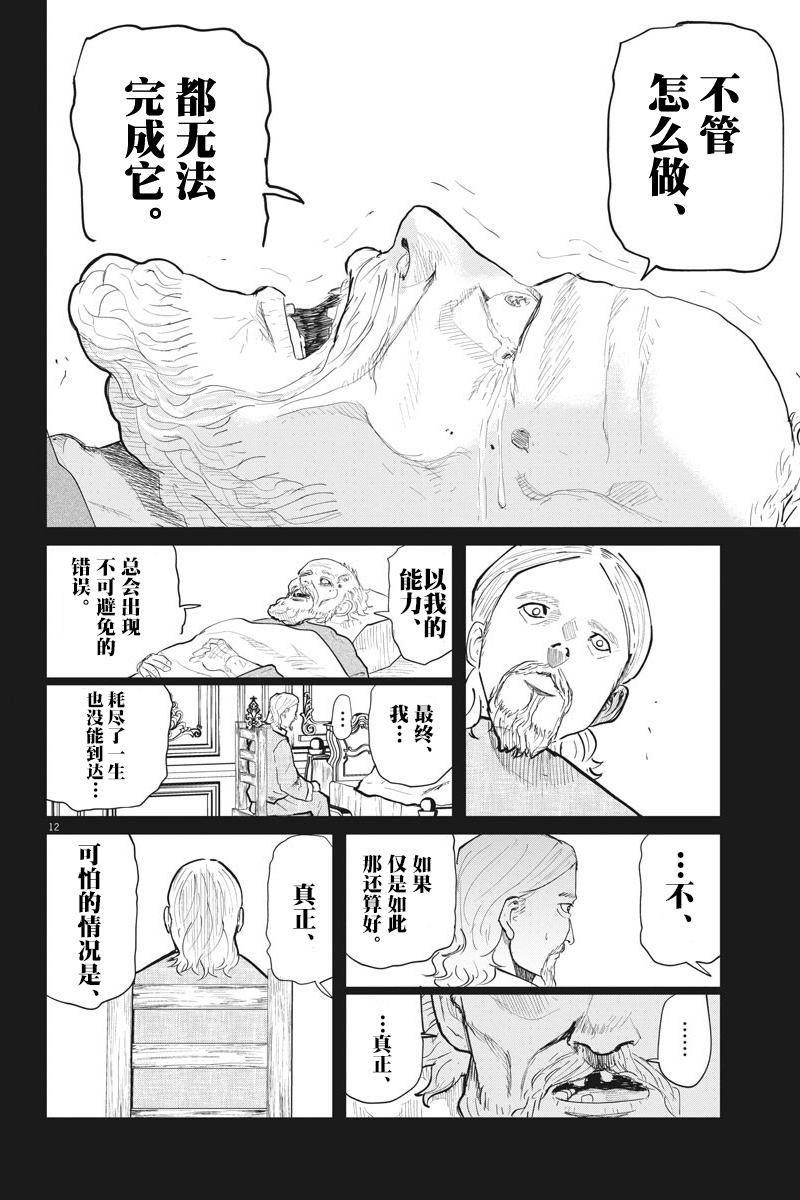 不管
怎么做、
都无法
完成它。
以我的
能力、
总会出现
不可避免的
错误。
最终、
我…
…
耗尽了一生
也没能到达…
12
…不、
如果
仅是如此
那还算好。
……
…真正、
真正、
可怕的情况是、